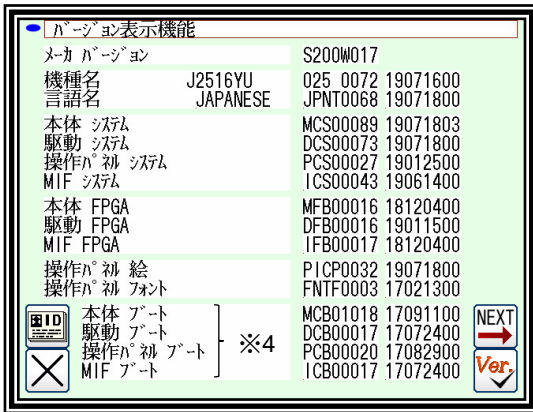 バージョン表示機能
メーカ バージョン S200W017
機種名 J2516YU 025 0072 19071600
言語名 JAPANESE JPNT0068 19071800
本体 システム MCS00089 19071803
駆動 システム DCS00073 19071800
操作パネル システム PCS00027 19012500
MIF システム ICS00043 19061400
本体 FPGA MFB00016 18120400
駆動 FPGA DFB00016 19011500
MIF FPGA IFB00017 18120400
操作パネル 絵 PICP0032 19071800
操作パネル フォント FNTF0003 17021300
本体 ブート MCB01018 17091100
駆動 ブート DCB00017 17072400
操作パネル ブート PCB00020 17082900
MIF ブート ICB00017 17072400
※4
ID
NEXT
Ver.